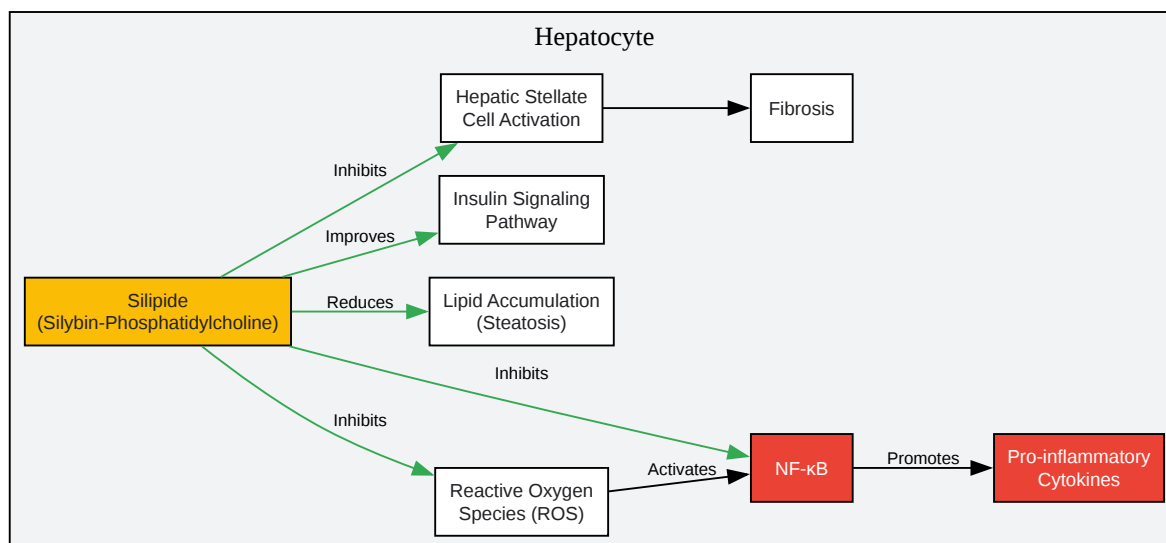 Hepatocyte
Hepatic Stellate
Cell Activation
Fibrosis
Inhibits
Insulin Signaling
Pathway
Improves
Silipide
(Silybin-Phosphatidylcholine)
Reduces
Lipid Accumulation
(Steatosis)
Inhibits
Inhibits
NF-κB
Promotes
Pro-inflammatory
Cytokines
Activates
Reactive Oxygen
Species (ROS)